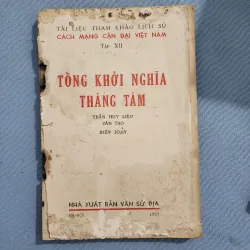 TÀI LIỆU THAM KHẢO LỊCH SỬ
CÁCH MẠNG CẬN ĐẠI VIỆT NAM
TẬP XII
TỔNG KHỞI NGHĨA
THÁNG TÁM
TRẦN HUY LIỆU
VĂN TẠO
BIÊN SOẠN
NHÀ XUẤT BẢN VĂN SỬ ĐỊA
HÀ-NỘI
1957